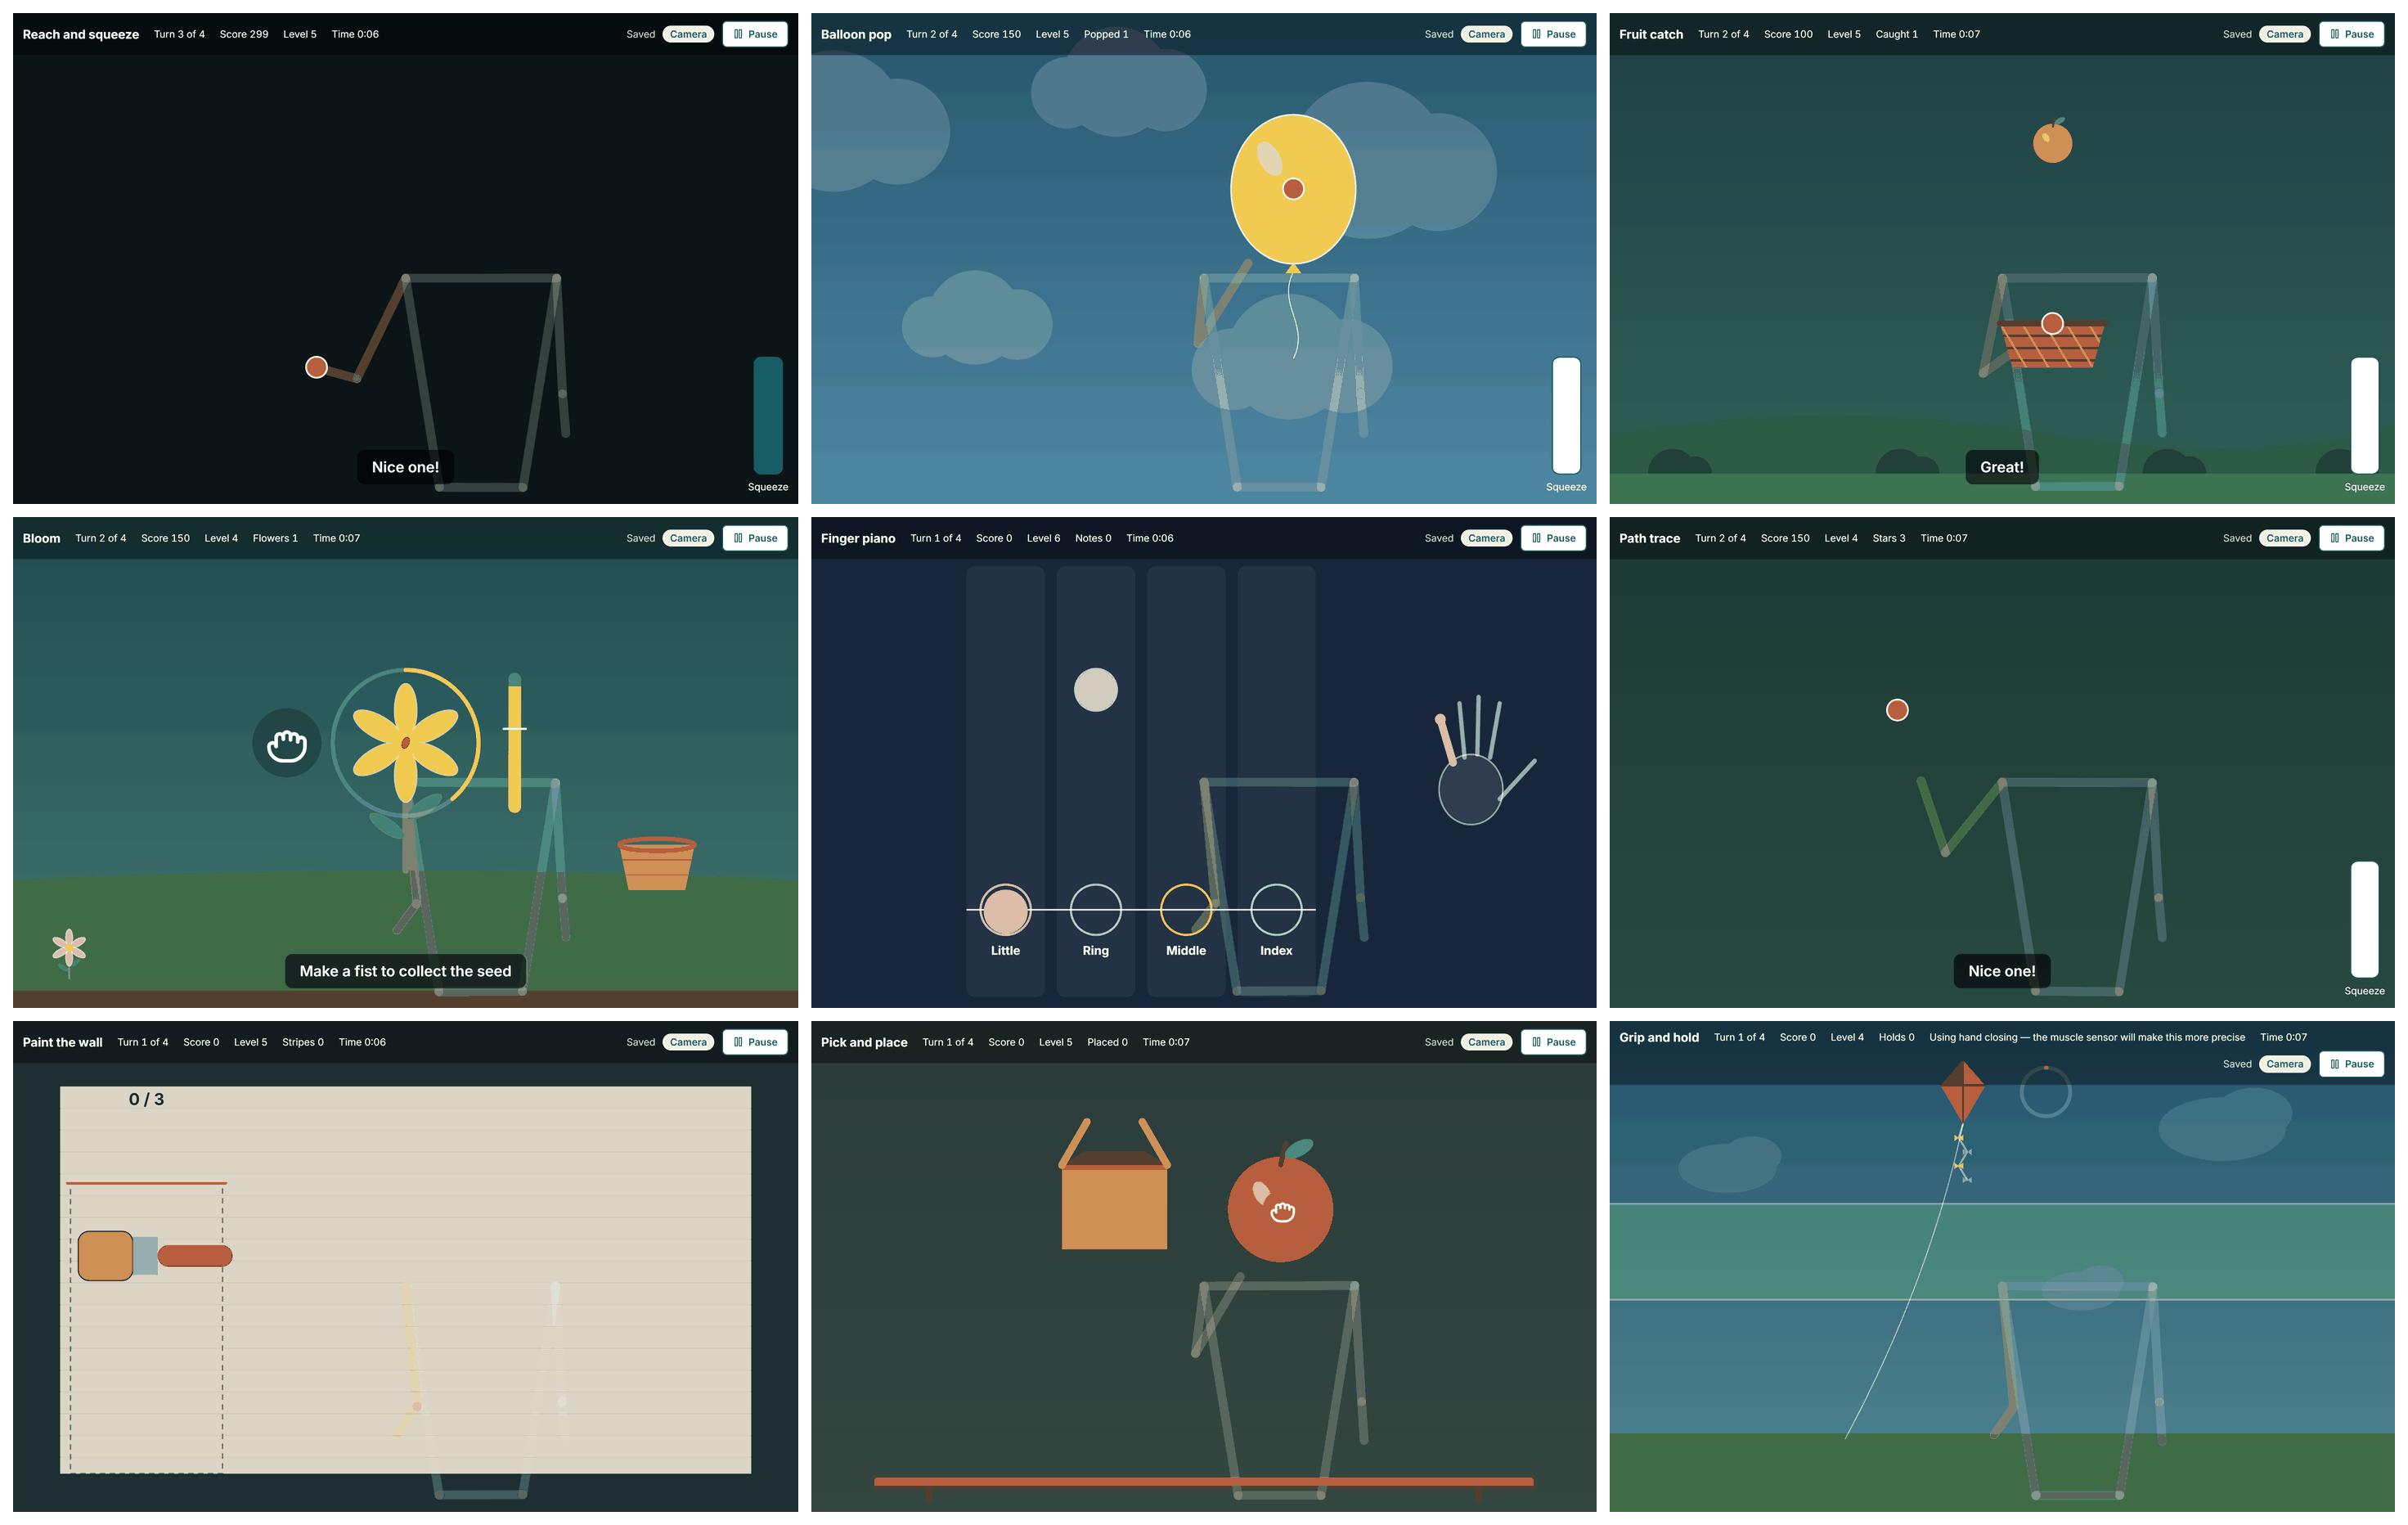 Reach and squeeze Turn 3 of 4 Score 299 Level 5 Time 0:06 Saved Camera Pause
Nice one!
Squeeze
Balloon pop Turn 2 of 4 Score 150 Level 5 Popped 1 Time 0:06 Saved Camera Pause
Squeeze
Fruit catch Turn 2 of 4 Score 100 Level 5 Caught 1 Time 0:07 Saved Camera Pause
Great!
Squeeze
Bloom Turn 2 of 4 Score 150 Level 4 Flowers 1 Time 0:07 Saved Camera Pause
Make a fist to collect the seed
Finger piano Turn 1 of 4 Score 0 Level 6 Notes 0 Time 0:06 Saved Camera Pause
Little Ring Middle Index
Path trace Turn 2 of 4 Score 150 Level 4 Stars 3 Time 0:07 Saved Camera Pause
Nice one!
Squeeze
Paint the wall Turn 1 of 4 Score 0 Level 5 Stripes 0 Time 0:06 Saved Camera Pause
0 / 3
Pick and place Turn 1 of 4 Score 0 Level 5 Placed 0 Time 0:07 Saved Camera Pause
Grip and hold Turn 1 of 4 Score 0 Level 4 Holds 0 Using hand closing — the muscle sensor will make this more precise Time 0:07
Saved Camera Pause